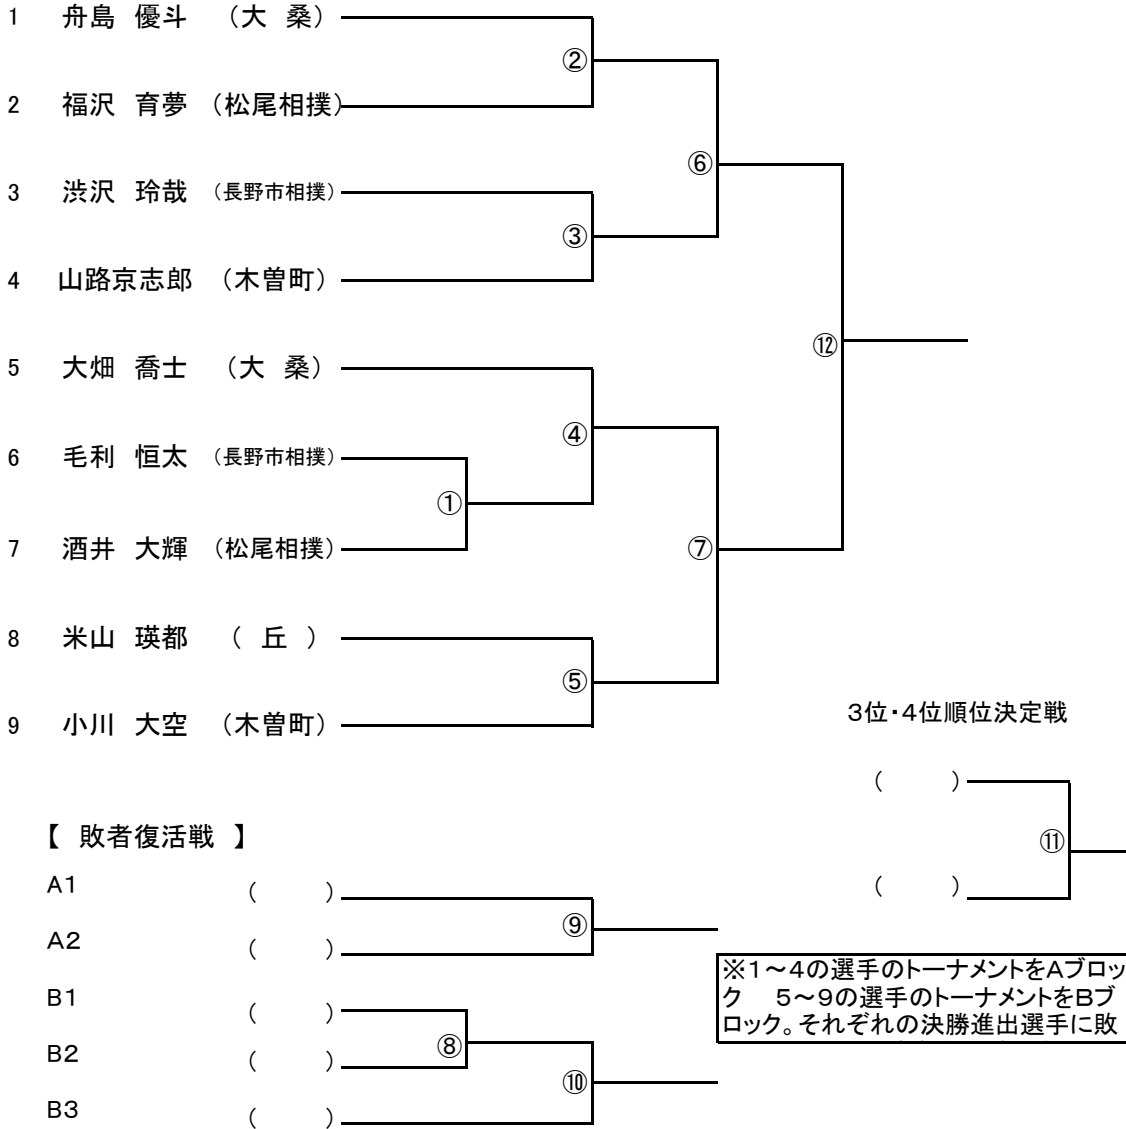 1 舟島 優斗 （大 桑）
②
2 福沢 育夢 （松尾相撲）
⑥
3 渋沢 玲哉 （長野市相撲）
③
4 山路京志郎 （木曽町）
⑫
5 大畑 喬士 （大 桑）
④
6 毛利 恒太 （長野市相撲）
①
7 酒井 大輝 （松尾相撲）
⑦
8 米山 瑛都 （ 丘 ）
⑤
9 小川 大空 （木曽町）
3位・4位順位決定戦
（ ）
⑪
（ ）
【 敗者復活戦 】
A1 （ ）
⑨
A2 （ ）
B1 （ ）
⑧
B2 （ ）
⑩
B3 （ ）
※1～4の選手のトーナメントをAブロッ
ク 5～9の選手のトーナメントをBブ
ロック。それぞれの決勝進出選手に敗